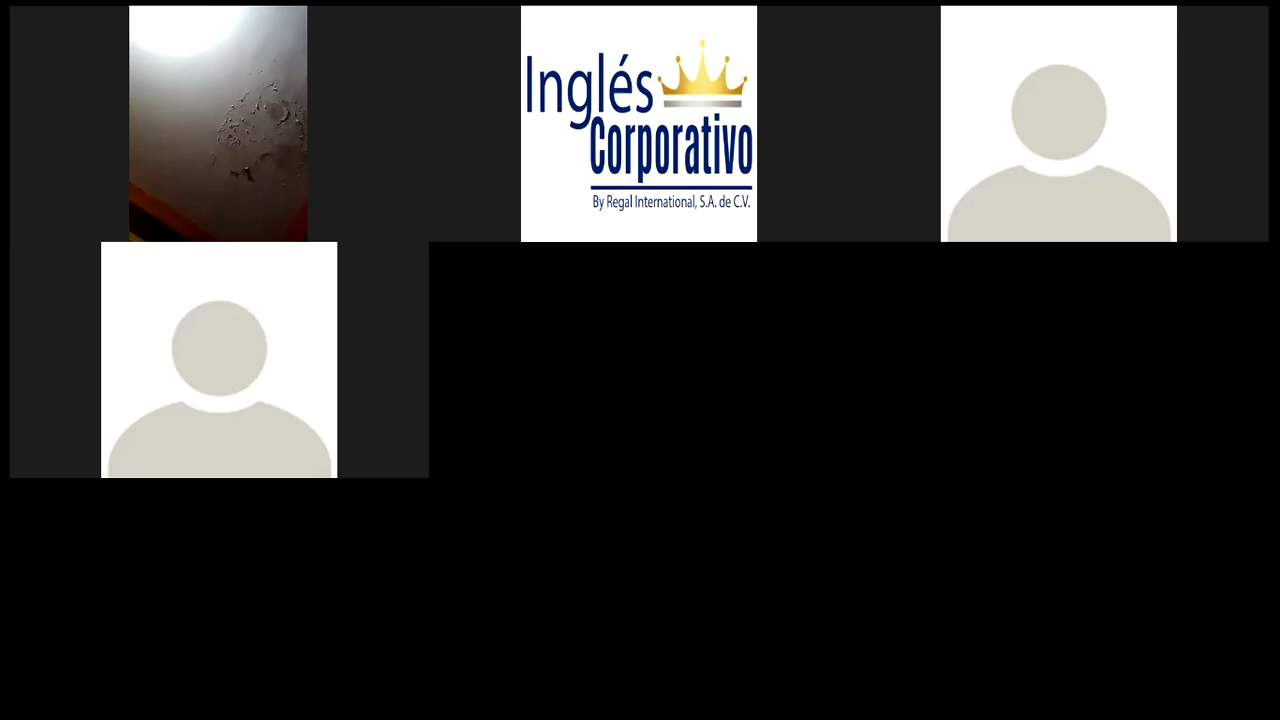 Inglés
Corporativo
By Regal International, S.A. de C.V.